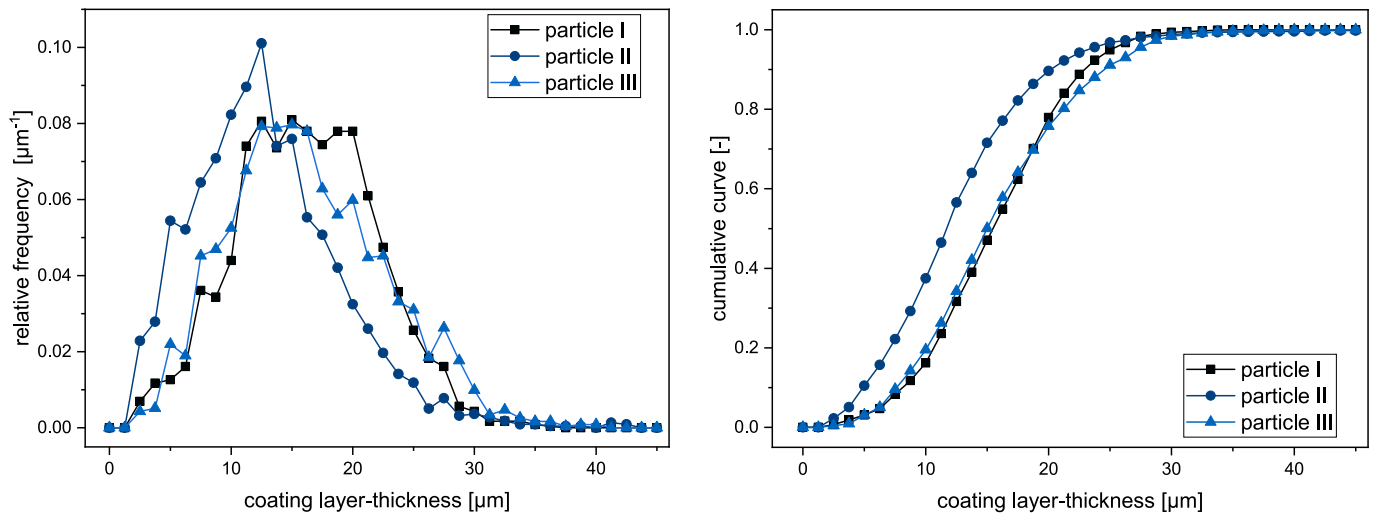 0.10
0.08
0.06
0.04
0.02
0.00
relative frequency [µm⁻¹]
0
10
20
30
40
coating layer-thickness [µm]
particle I
particle II
particle III
1.0
0.8
0.6
0.4
0.2
0.0
cumulative curve [-]
0
10
20
30
40
coating layer-thickness [µm]
particle I
particle II
particle III